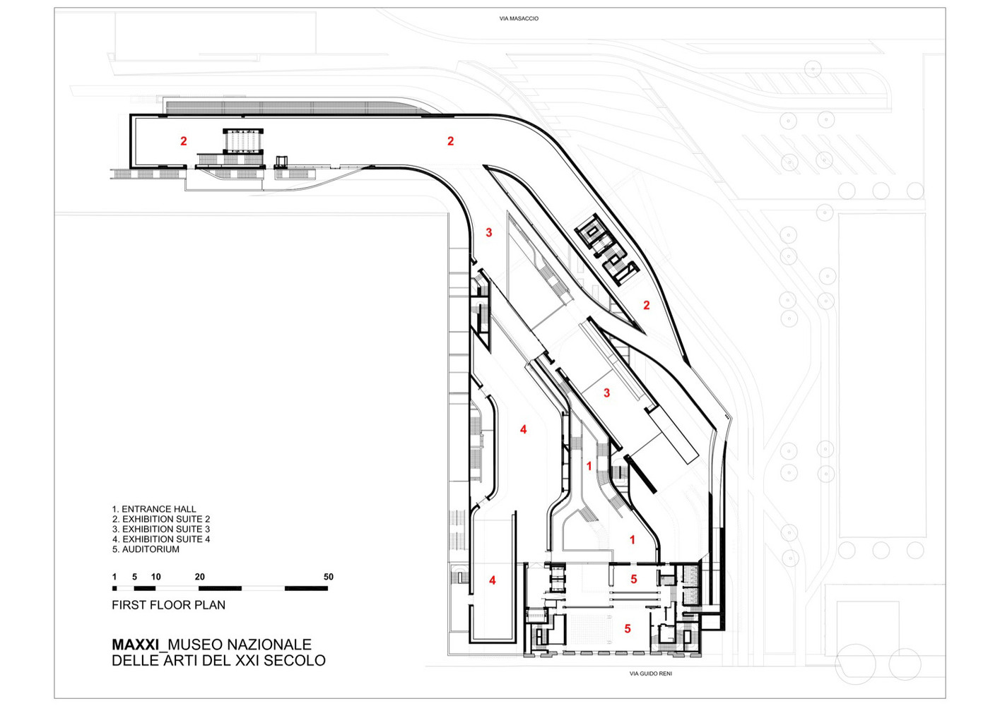 VIA MASACCIO
2
2
3
2
3
4
1
1
4
5
5
1. ENTRANCE HALL
2. EXHIBITION SUITE 2
3. EXHIBITION SUITE 3
4. EXHIBITION SUITE 4
5. AUDITORIUM
1 5 10 20 50
FIRST FLOOR PLAN
MAXXI_MUSEO NAZIONALE
DELLE ARTI DEL XXI SECOLO
VIA GUIDO RENI